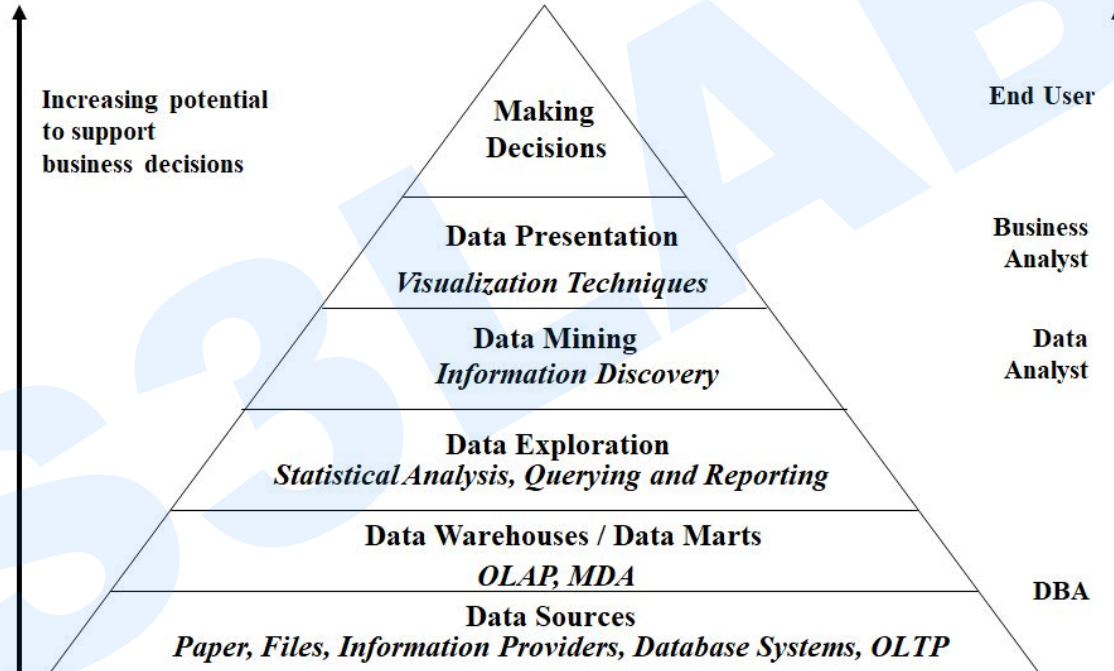 Increasing potential
to support
business decisions
Making
Decisions
End User
Data Presentation
Visualization Techniques
Business
Analyst
Data Mining
Information Discovery
Data
Analyst
Data Exploration
Statistical Analysis, Querying and Reporting
Data Warehouses / Data Marts
OLAP, MDA
DBA
Data Sources
Paper, Files, Information Providers, Database Systems, OLTP
S3LAB